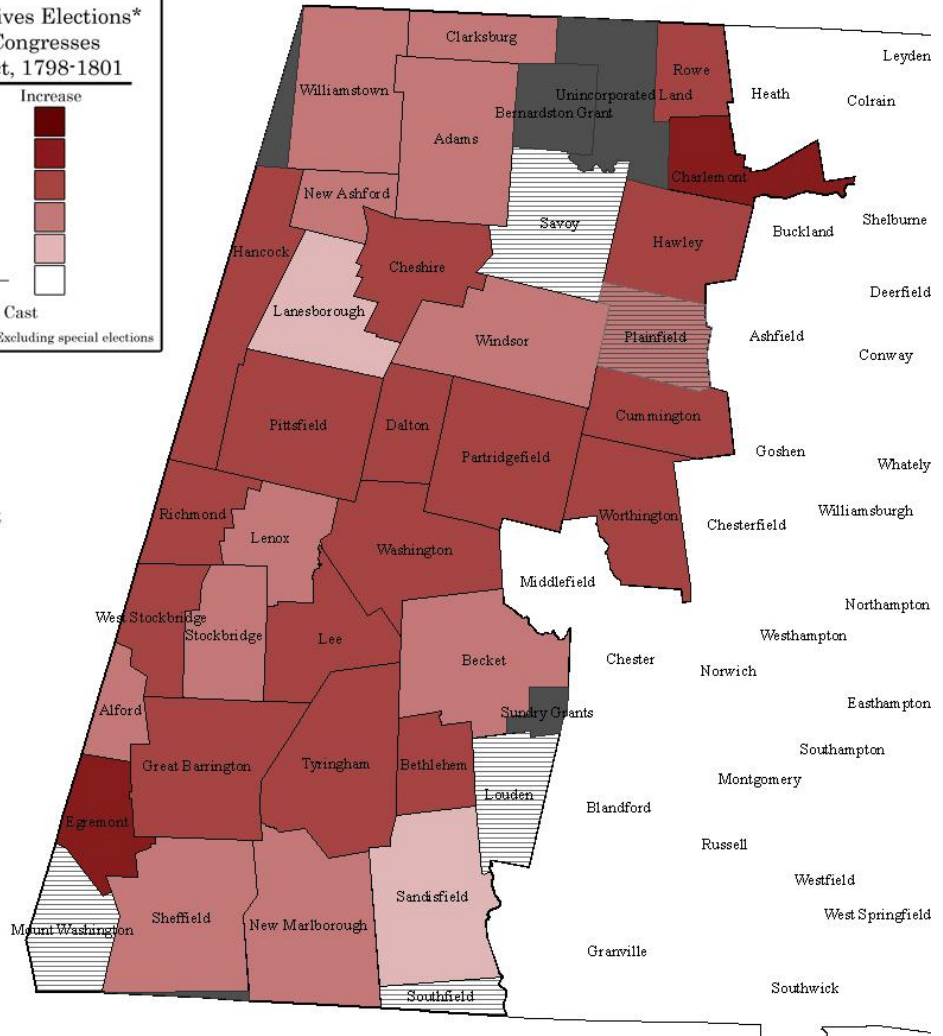 ives Elections*
Congresses
ct, 1798-1801
Increase
Cast
Excluding special elections
Clarksburg
Leyden
Rowe
Williamstown
Heath
Unincorporated Land
Colrain
Bernardston Grant
Adams
Charlemont
New Ashford
Shelburne
Savoy
Buckland
Hawley
Hancock
Cheshire
Deerfield
Lanesborough
Ashfield
Plainfield
Windsor
Conway
Cummington
Pittsfield
Dalton
Goshen
Partridgefield
Whately
Williamsburgh
Richmond
Worthington
Chesterfield
Lenox
Washington
Middlefield
Northampton
West Stockbridge
Stockbridge
Westhampton
Lee
Becket
Chester
Norwich
Easthampton
Alford
Sundry Grants
Southampton
Great Barrington
Tyringham
Bethlehem
Montgomery
Louden
Blandford
Egremont
Russell
Westfield
Sandisfield
West Springfield
Sheffield
New Marlborough
Mount Washington
Granville
Southwick
Southfield